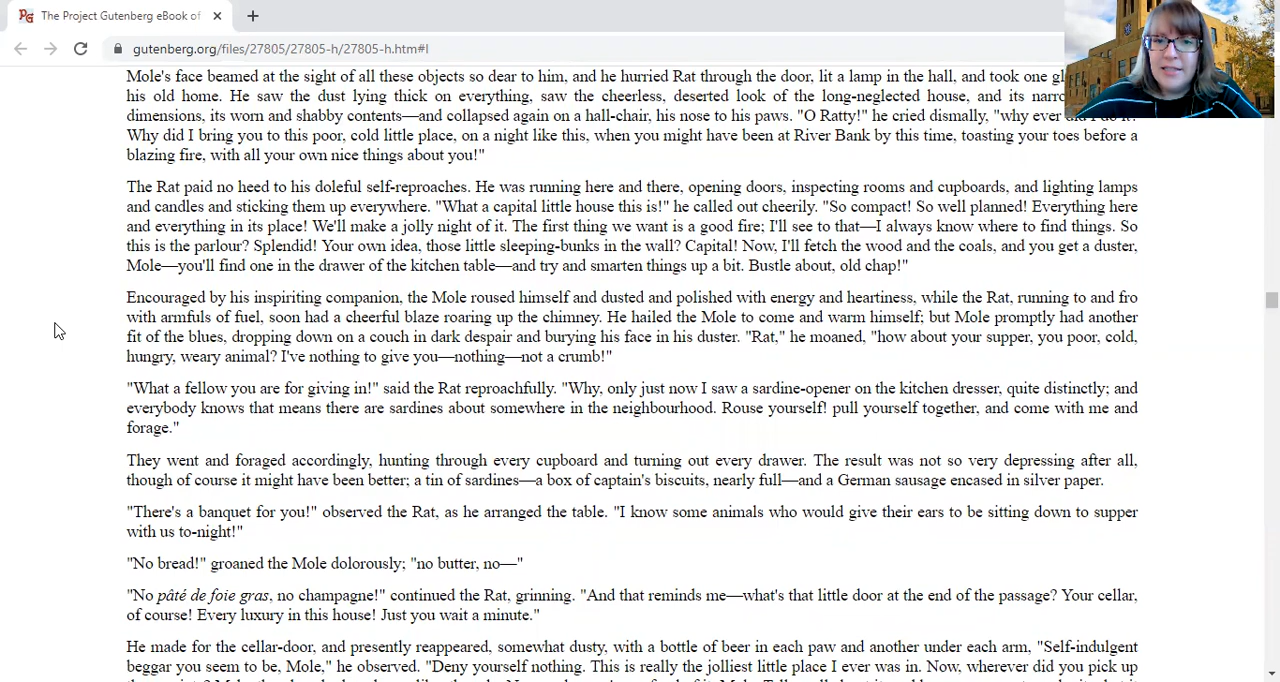 The Project Gutenberg eBook of
gutenberg.org/files/27805/27805-h/27805-h.htm#I
Mole's face beamed at the sight of all these objects so dear to him, and he hurried Rat through the door, lit a lamp in the hall, and took one
his old home. He saw the dust lying thick on everything, saw the cheerless, deserted look of the long-neglected house, and its
dimensions, its worn and shabby contents—and collapsed again on a hall-chair, his nose to his paws. "O Ratty!" he cried dismally, "why ever
Why did I bring you to this poor, cold little place, on a night like this, when you might have been at River Bank by this time, toasting your toes before a
blazing fire, with all your own nice things about you!"
The Rat paid no heed to his doleful self-reproaches. He was running here and there, opening doors, inspecting rooms and cupboards, and lighting lamps
and candles and sticking them up everywhere. "What a capital little house this is!" he called out cheerily. "So compact! So well planned! Everything here
and everything in its place! We'll make a jolly night of it. The first thing we want is a good fire; I'll see to that—I always know where to find things. So
this is the parlour? Splendid! Your own idea, those little sleeping-bunks in the wall? Capital! Now, I'll fetch the wood and the coals, and you get a duster,
Mole—you'll find one in the drawer of the kitchen table—and try and smarten things up a bit. Bustle about, old chap!"
Encouraged by his inspiriting companion, the Mole roused himself and dusted and polished with energy and heartiness, while the Rat, running to and fro
with armfuls of fuel, soon had a cheerful blaze roaring up the chimney. He hailed the Mole to come and warm himself; but Mole promptly had another
fit of the blues, dropping down on a couch in dark despair and burying his face in his duster. "Rat," he moaned, "how about your supper, you poor, cold,
hungry, weary animal? I've nothing to give you—nothing—not a crumb!"
"What a fellow you are for giving in!" said the Rat reproachfully. "Why, only just now I saw a sardine-opener on the kitchen dresser, quite distinctly; and
everybody knows that means there are sardines about somewhere in the neighbourhood. Rouse yourself! pull yourself together, and come with me and
forage."
They went and foraged accordingly, hunting through every cupboard and turning out every drawer. The result was not so very depressing after all,
though of course it might have been better; a tin of sardines—a box of captain's biscuits, nearly full—and a German sausage encased in silver paper.
"There's a banquet for you!" observed the Rat, as he arranged the table. "I know some animals who would give their ears to be sitting down to supper
with us to-night!"
"No bread!" groaned the Mole dolorously; "no butter, no—"
"No pâté de foie gras, no champagne!" continued the Rat, grinning. "And that reminds me—what's that little door at the end of the passage? Your cellar,
of course! Every luxury in this house! Just you wait a minute."
He made for the cellar-door, and presently reappeared, somewhat dusty, with a bottle of beer in each paw and another under each arm, "Self-indulgent
beggar you seem to be, Mole," he observed. "Deny yourself nothing. This is really the jolliest little place I ever was in. Now, wherever did you pick up